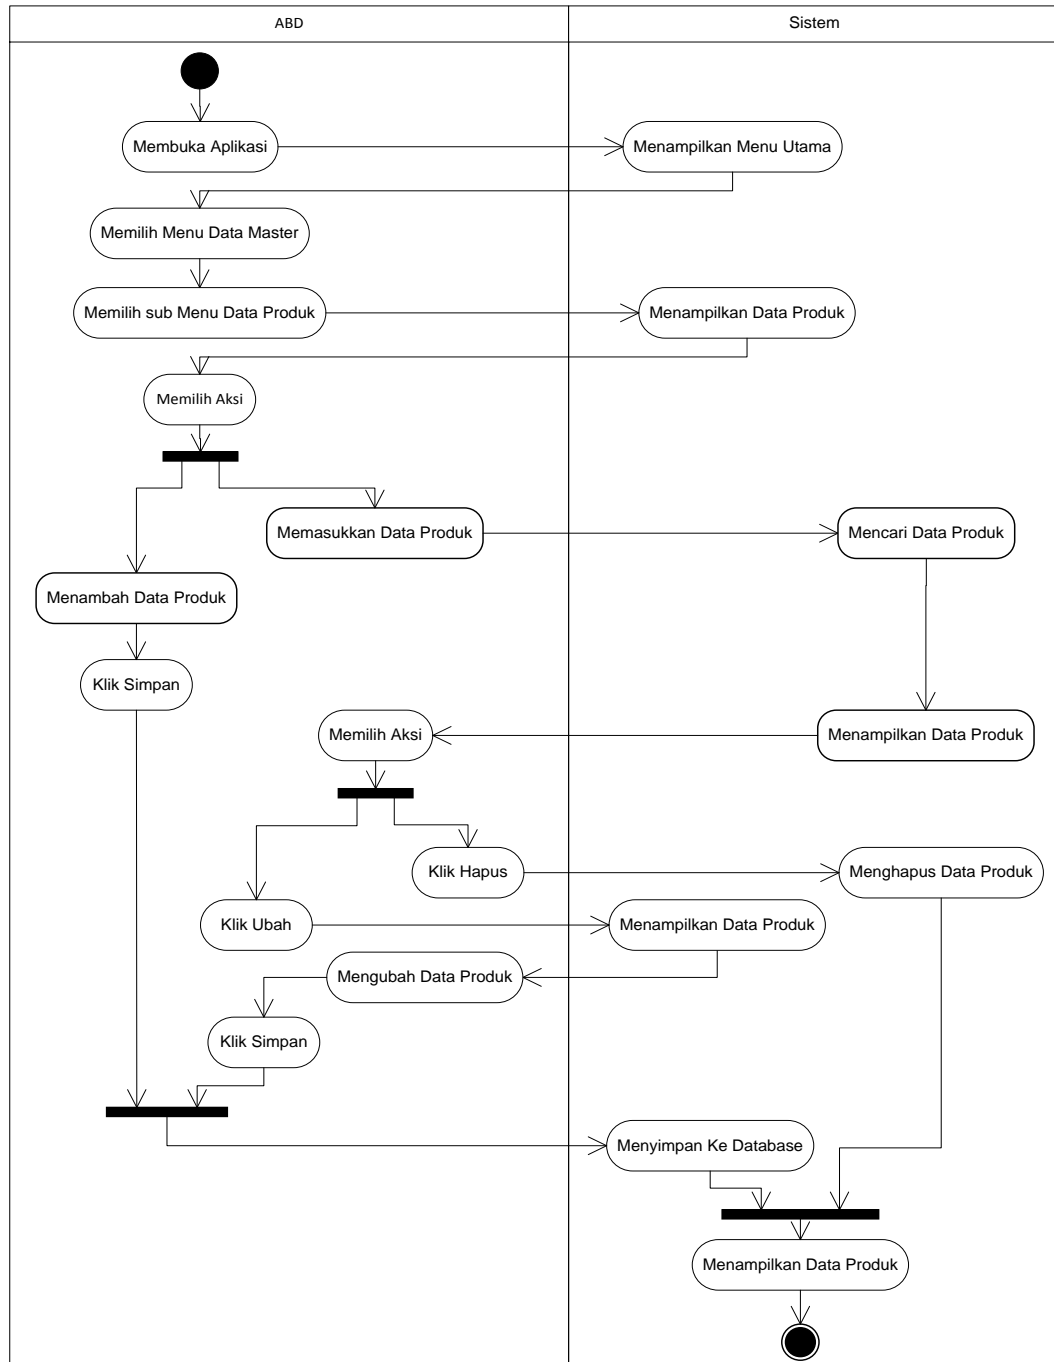 ABD
Sistem
Membuka Aplikasi
Menampilkan Menu Utama
Memilih Menu Data Master
Memilih sub Menu Data Produk
Menampilkan Data Produk
Memilih Aksi
Memasukkan Data Produk
Mencari Data Produk
Menambah Data Produk
Klik Simpan
Memilih Aksi
Menampilkan Data Produk
Klik Hapus
Menghapus Data Produk
Klik Ubah
Menampilkan Data Produk
Mengubah Data Produk
Klik Simpan
Menyimpan Ke Database
Menampilkan Data Produk